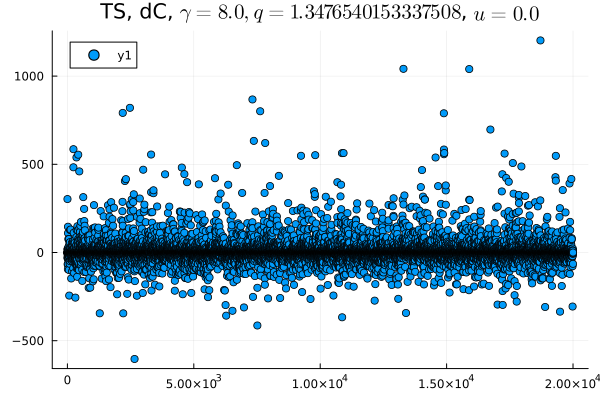 TS, dC, γ = 8.0, q = 1.3476540153337508, u = 0.0
y1
1000
500
0
−500
0 5.00×10³ 1.00×10⁴ 1.50×10⁴ 2.00×10⁴